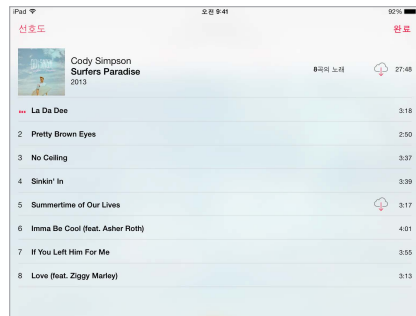 iPad 오전 9:41 92%
선호도 완료
Cody Simpson
Surfers Paradise
2013
8곡의 노래 27:48
La Da Dee 3:18
2 Pretty Brown Eyes 2:50
3 No Ceiling 3:37
4 Sinkin' In 3:39
5 Summertime of Our Lives 3:17
6 Imma Be Cool (feat. Asher Roth) 4:01
7 If You Left Him For Me 3:55
8 Love (feat. Ziggy Marley) 3:13